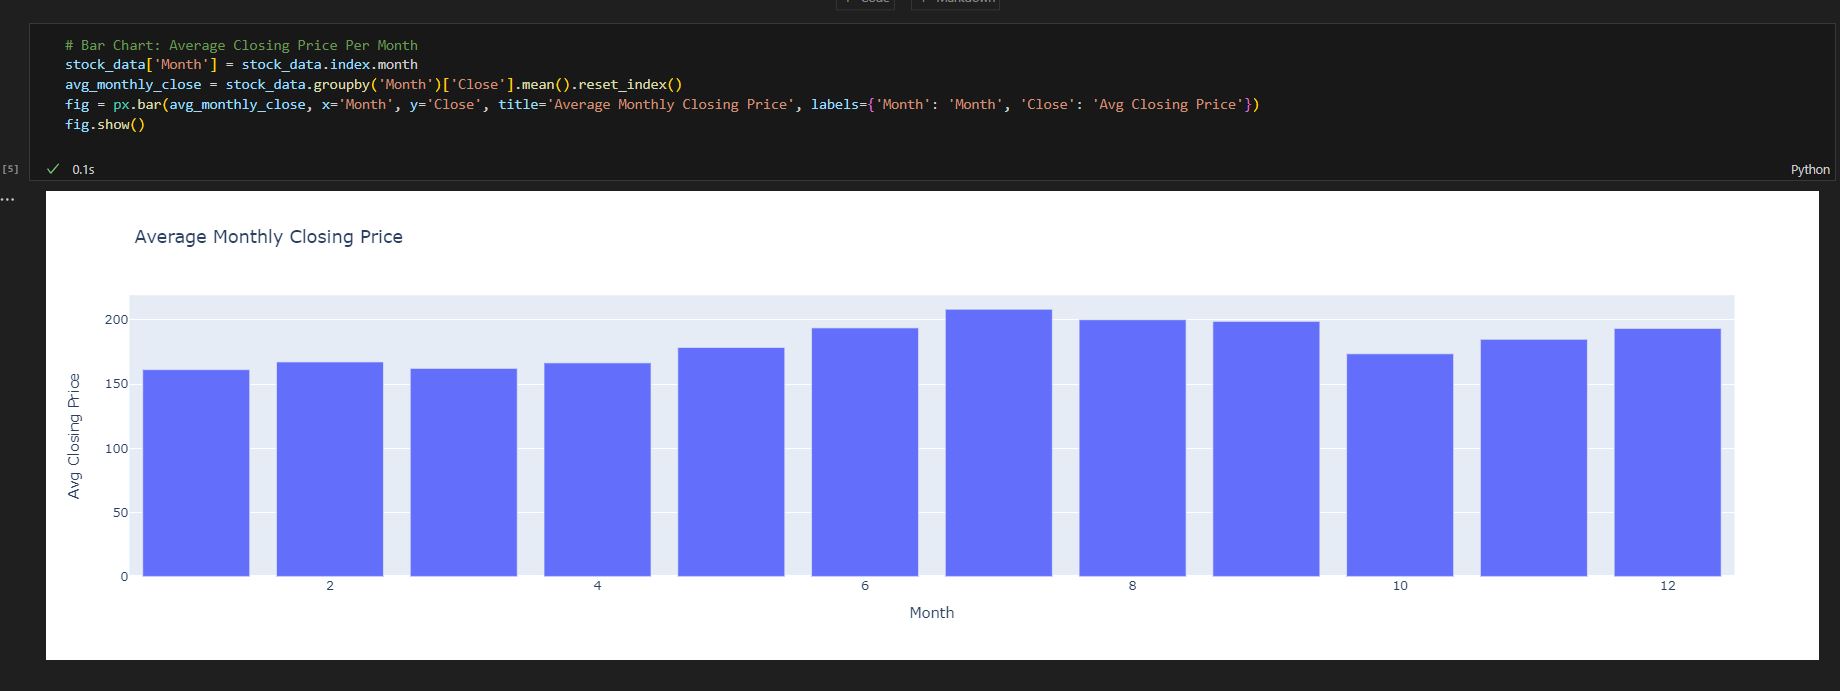 + Code + Markdown
# Bar Chart: Average Closing Price Per Month
stock_data['Month'] = stock_data.index.month
avg_monthly_close = stock_data.groupby('Month')['Close'].mean().reset_index()
fig = px.bar(avg_monthly_close, x='Month', y='Close', title='Average Monthly Closing Price', labels={'Month': 'Month', 'Close': 'Avg Closing Price'})
fig.show()
[5] ✓ 0.1s Python
...
Average Monthly Closing Price
200
150
100
50
0
Avg Closing Price
2 4 6 8 10 12
Month